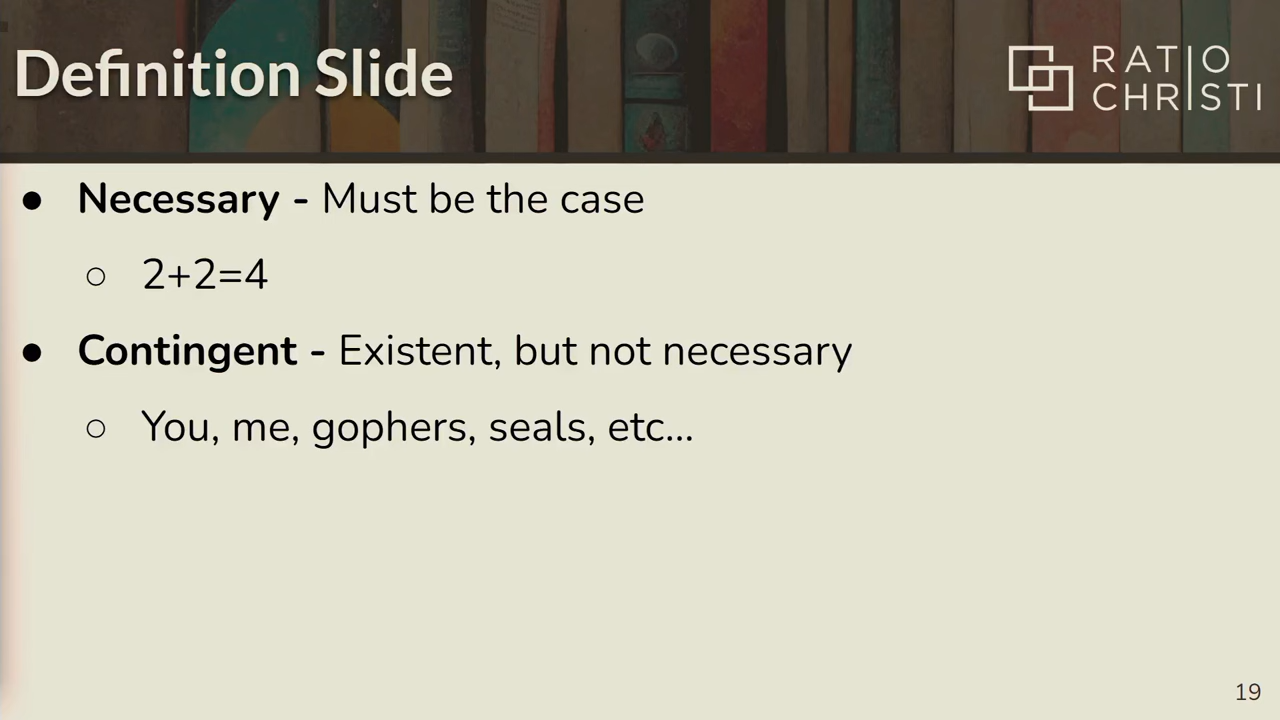 Definition Slide
RATIO
CHRISTI
● Necessary - Must be the case
○ 2+2=4
● Contingent - Existent, but not necessary
○ You, me, gophers, seals, etc...
19